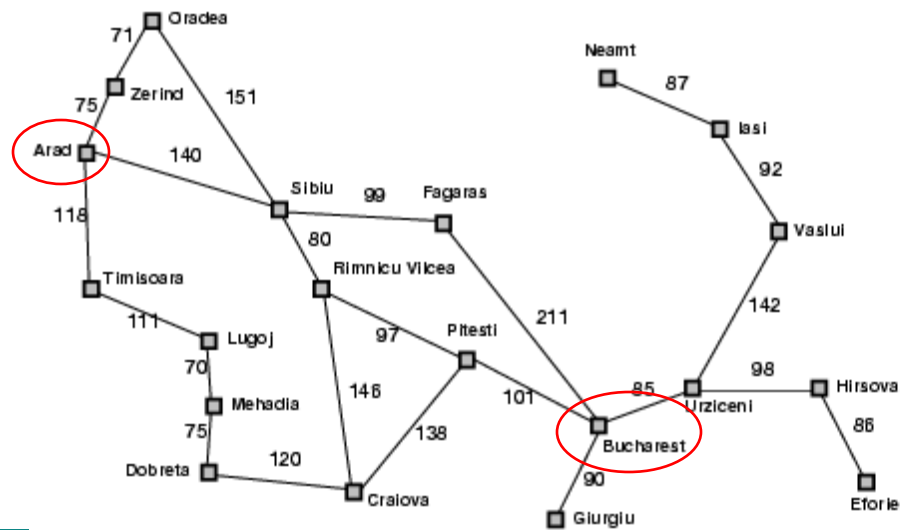 Oradea
71
Neamt
87
Zerind
151
75
Iasi
Arad
140
92
Sibiu
99
Fagaras
118
80
Vaslui
Timisoara
Rimnicu Vilcea
142
111
211
Lugoj
97
Pitesti
70
98
Hirsova
146
101
85
Urziceni
Mehadia
75
138
86
Bucharest
Dobreta
120
90
Craiova
Eforie
Giurgiu